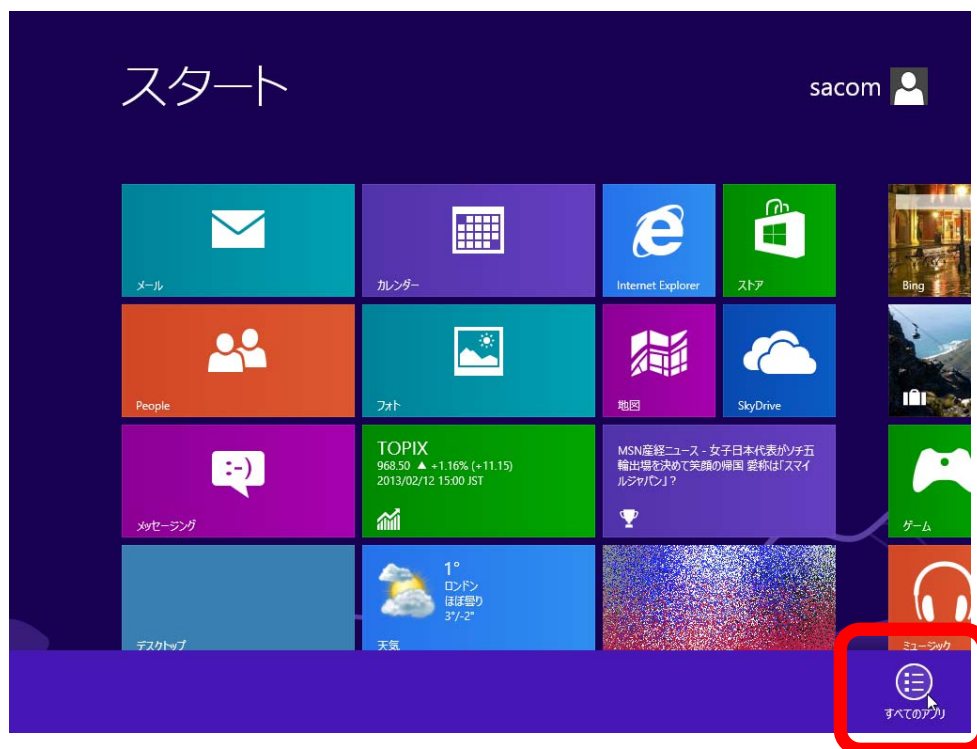 スタート
sacom
メール
カレンダー
Internet Explorer
ストア
Bing
People
フォト
地図
SkyDrive
メッセージング
TOPIX
968.50 ▲ +1.16% (+11.15)
2013/02/12 15:00 JST
MSN産経ニュース - 女子日本代表がソチ五
輪出場を決めて笑顔の帰国 愛称は「スマイ
ルジャパン」?
ゲーム
デスクトップ
1°
ロンドン
ほぼ曇り
3°/-2°
天気
ミュージック
すべてのアプリ